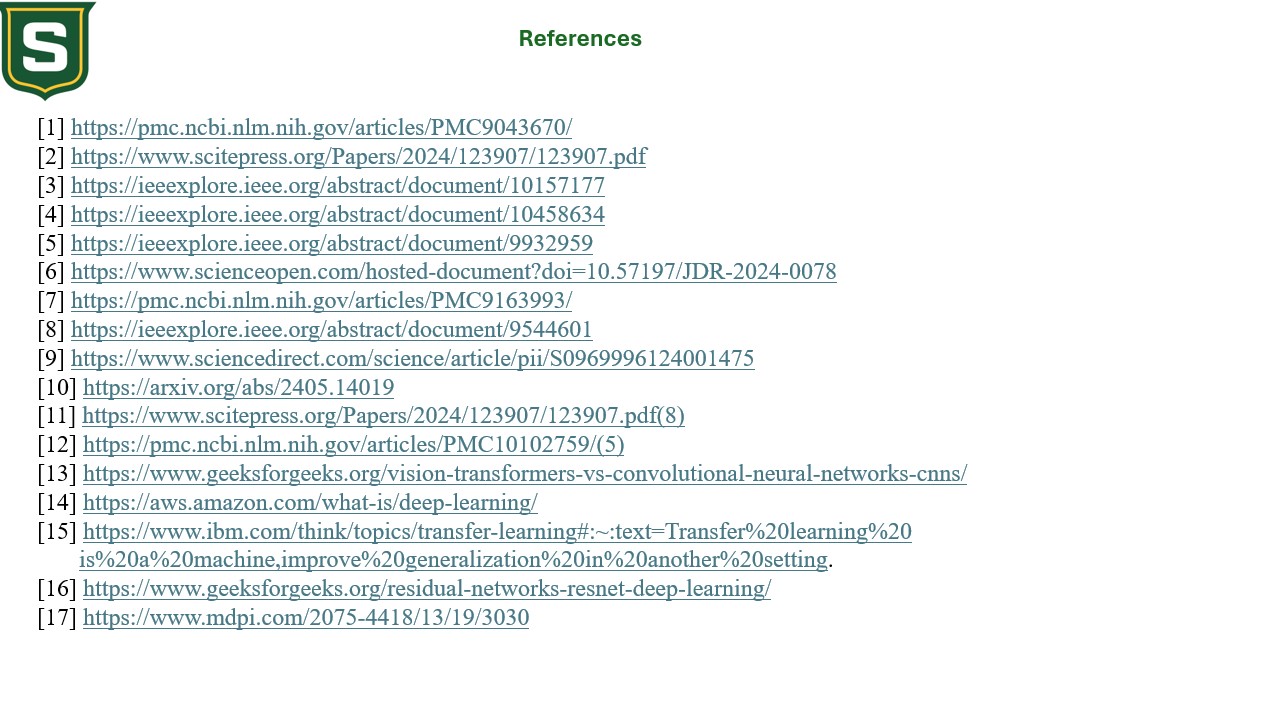 S
References
[1] https://pmc.ncbi.nlm.nih.gov/articles/PMC9043670/
[2] https://www.scitepress.org/Papers/2024/123907/123907.pdf
[3] https://ieeexplore.ieee.org/abstract/document/10157177
[4] https://ieeexplore.ieee.org/abstract/document/10458634
[5] https://ieeexplore.ieee.org/abstract/document/9932959
[6] https://www.scienceopen.com/hosted-document?doi=10.57197/JDR-2024-0078
[7] https://pmc.ncbi.nlm.nih.gov/articles/PMC9163993/
[8] https://ieeexplore.ieee.org/abstract/document/9544601
[9] https://www.sciencedirect.com/science/article/pii/S0969996124001475
[10] https://arxiv.org/abs/2405.14019
[11] https://www.scitepress.org/Papers/2024/123907/123907.pdf(8)
[12] https://pmc.ncbi.nlm.nih.gov/articles/PMC10102759/(5)
[13] https://www.geeksforgeeks.org/vision-transformers-vs-convolutional-neural-networks-cnns/
[14] https://aws.amazon.com/what-is/deep-learning/
[15] https://www.ibm.com/think/topics/transfer-learning#:~:text=Transfer%20learning%20
is%20a%20machine,improve%20generalization%20in%20another%20setting.
[16] https://www.geeksforgeeks.org/residual-networks-resnet-deep-learning/
[17] https://www.mdpi.com/2075-4418/13/19/3030